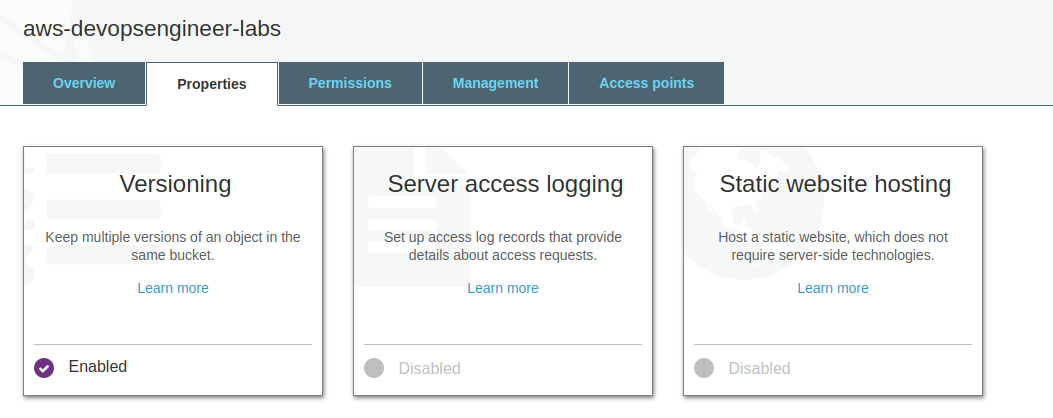 aws-devopsengineer-labs
Overview
Properties
Permissions
Management
Access points
Versioning
Keep multiple versions of an object in the
same bucket.
Learn more
Enabled
Server access logging
Set up access log records that provide
details about access requests.
Learn more
Disabled
Static website hosting
Host a static website, which does not
require server-side technologies.
Learn more
Disabled